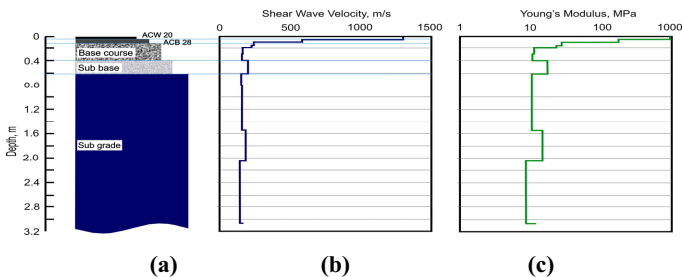 Shear Wave Velocity, m/s
Young's Modulus, MPa
0 500 1000 1500
1 10 100 1000
Depth, m
0
0.4
0.8
1.2
1.6
2.0
2.4
2.8
3.2
ACW 20
ACB 28
Base course
Sub base
Sub grade
(a) (b) (c)